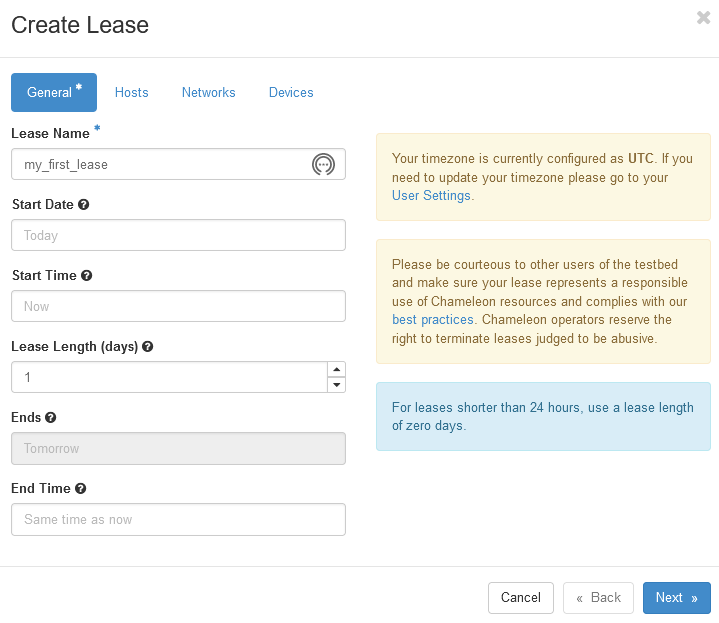 Create Lease
General *
Hosts
Networks
Devices
Lease Name *
my_first_lease
Start Date
Today
Start Time
Now
Lease Length (days)
1
Ends
Tomorrow
End Time
Same time as now
Your timezone is currently configured as UTC. If you
need to update your timezone please go to your
User Settings.
Please be courteous to other users of the testbed
and make sure your lease represents a responsible
use of Chameleon resources and complies with our
best practices. Chameleon operators reserve the
right to terminate leases judged to be abusive.
For leases shorter than 24 hours, use a lease length
of zero days.
Cancel
« Back
Next »